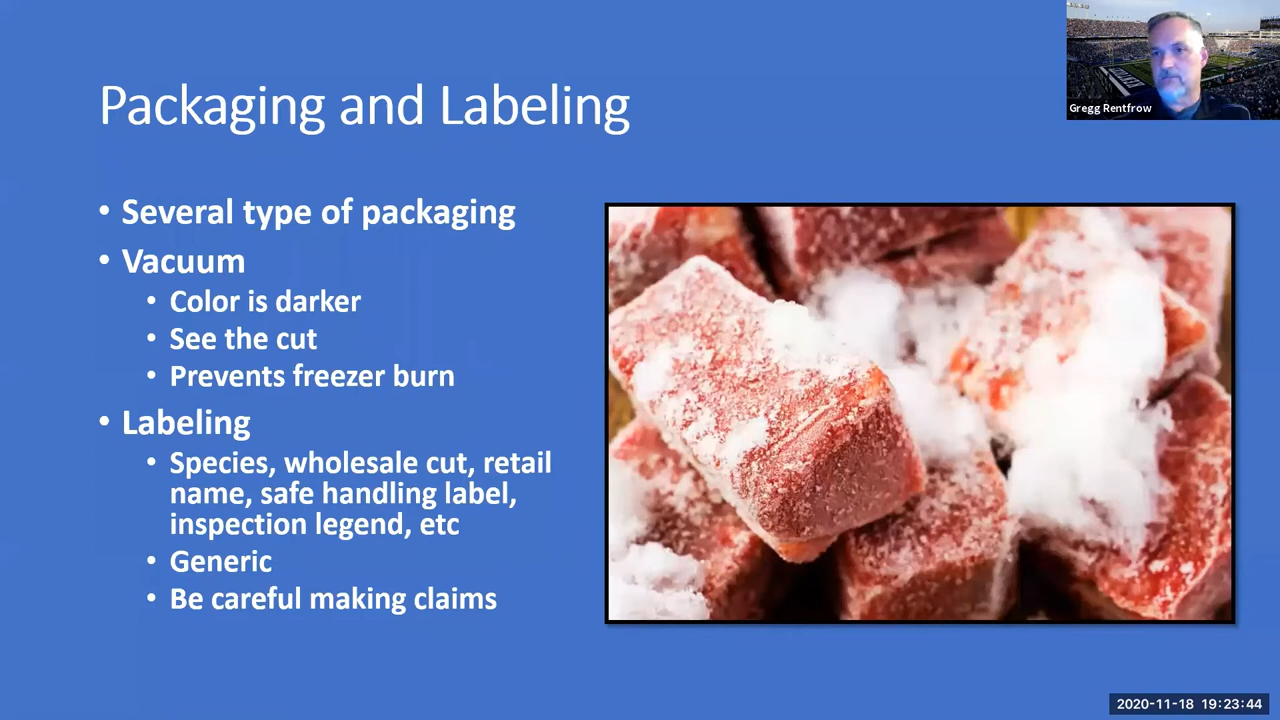 Packaging and Labeling
Gregg Rentfrow
• Several type of packaging
• Vacuum
• Color is darker
• See the cut
• Prevents freezer burn
• Labeling
• Species, wholesale cut, retail
name, safe handling label,
inspection legend, etc
• Generic
• Be careful making claims
2020-11-18 19:23:44